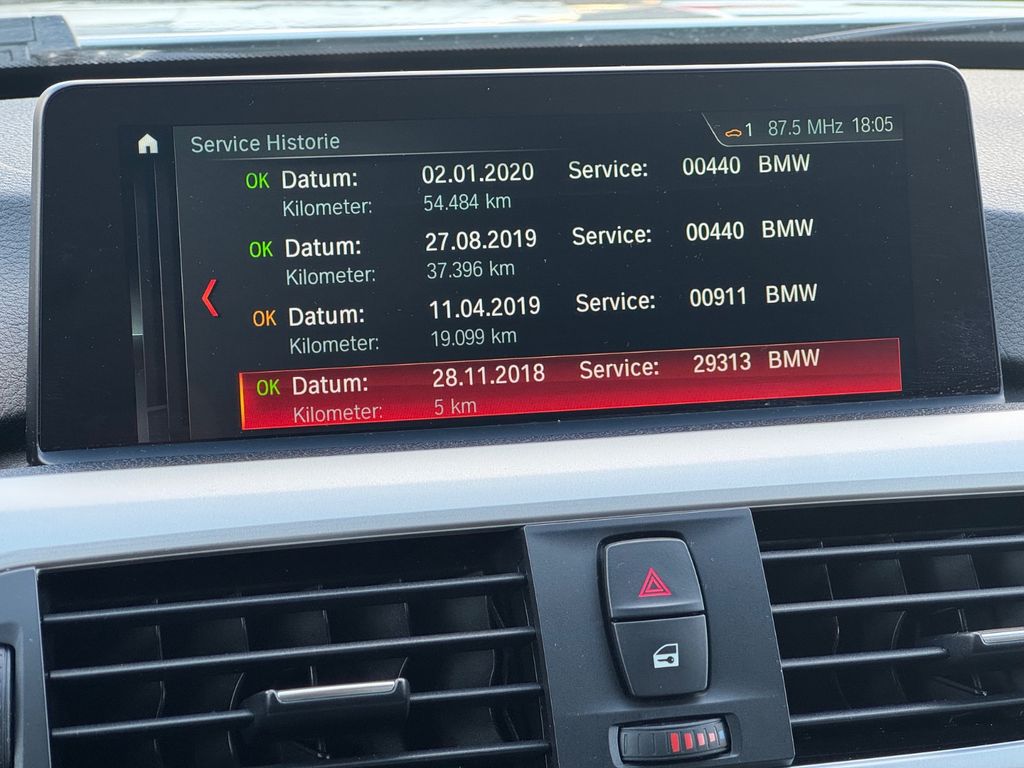 Service Historie
1 87.5 MHz 18:05
OK Datum: 02.01.2020 Service: 00440 BMW
Kilometer: 54.484 km
OK Datum: 27.08.2019 Service: 00440 BMW
Kilometer: 37.396 km
OK Datum: 11.04.2019 Service: 00911 BMW
Kilometer: 19.099 km
OK Datum: 28.11.2018 Service: 29313 BMW
Kilometer: 5 km